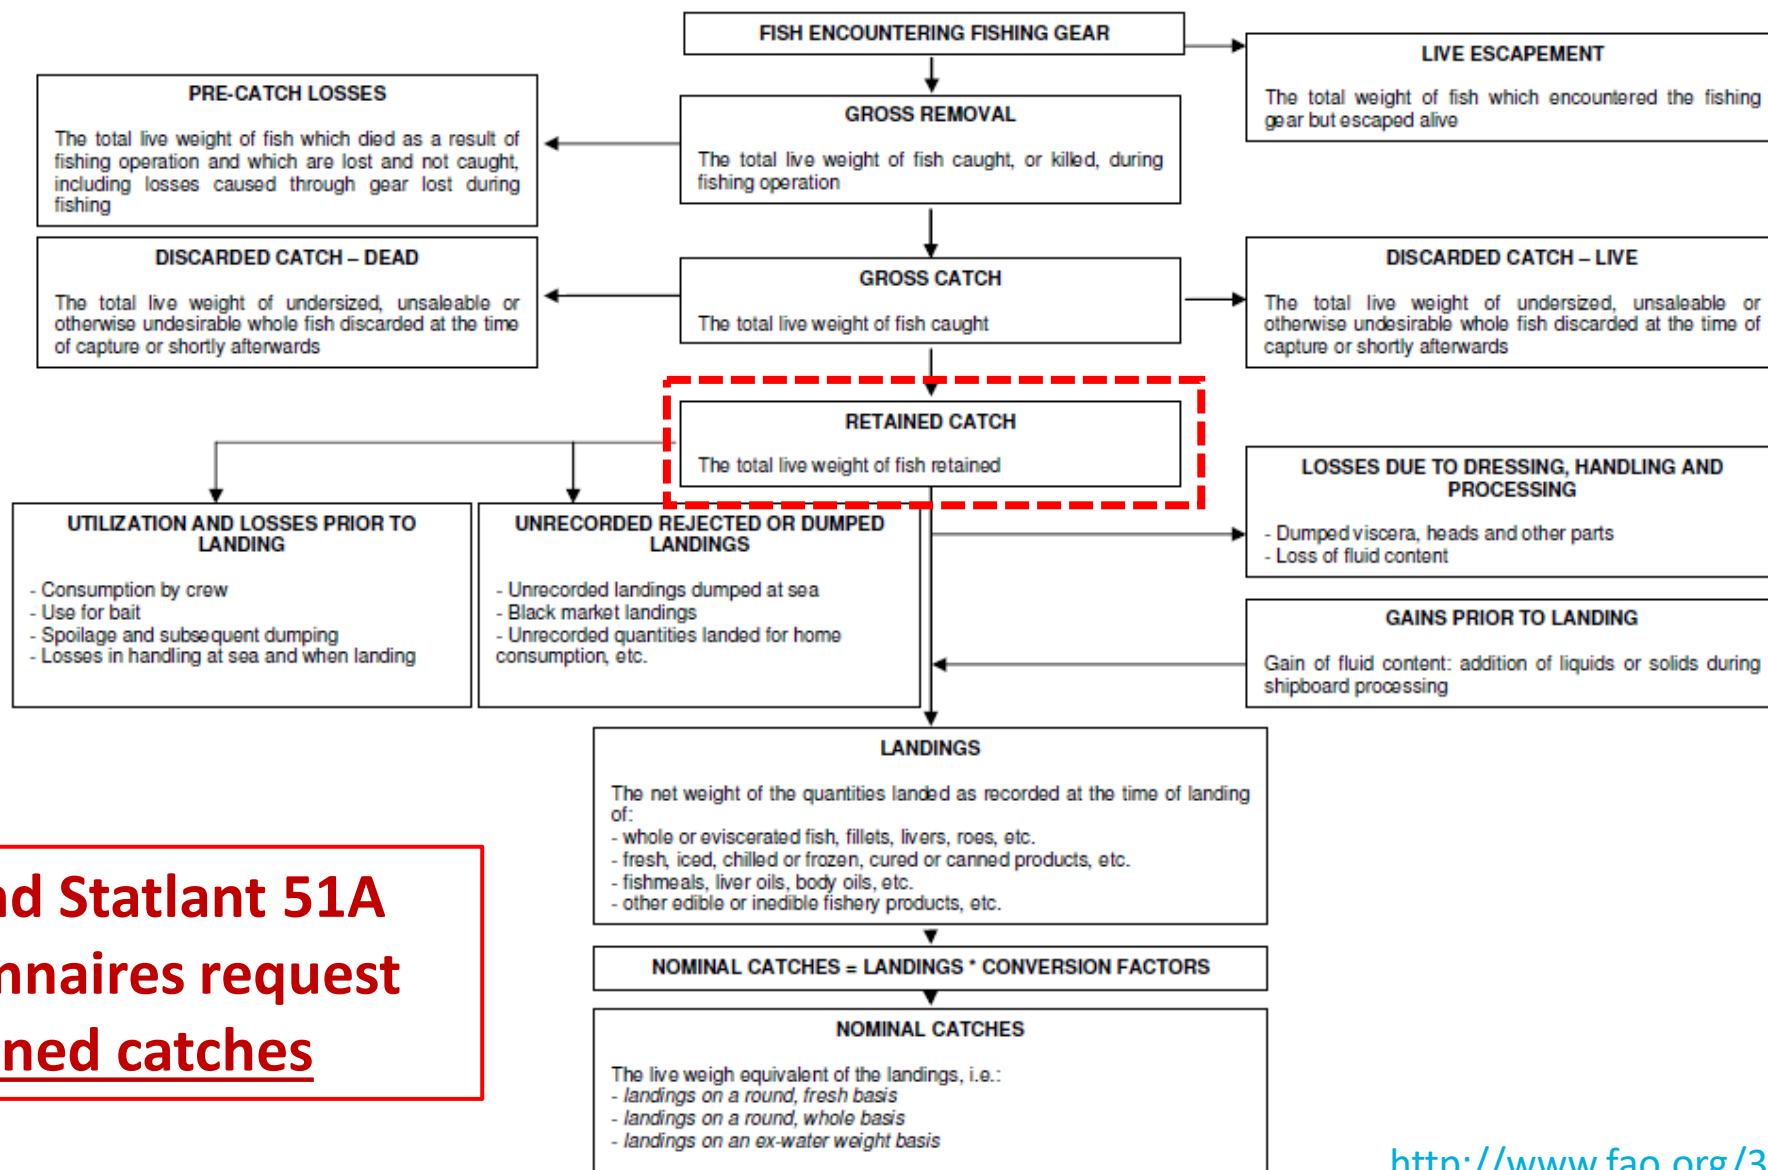 FISH ENCOUNTERING FISHING GEAR
LIVE ESCAPEMENT
The total weight of fish which encountered the fishing
gear but escaped alive
PRE-CATCH LOSSES
The total live weight of fish which died as a result of
fishing operation and which are lost and not caught,
including losses caused through gear lost during
fishing
GROSS REMOVAL
The total live weight of fish caught, or killed, during
fishing operation
DISCARDED CATCH – DEAD
The total live weight of undersized, unsaleable or
otherwise undesirable whole fish discarded at the time
of capture or shortly afterwards
GROSS CATCH
The total live weight of fish caught
DISCARDED CATCH – LIVE
The total live weight of undersized, unsaleable or
otherwise undesirable whole fish discarded at the time of
capture or shortly afterwards
RETAINED CATCH
The total live weight of fish retained
UTILIZATION AND LOSSES PRIOR TO
LANDING
- Consumption by crew
- Use for bait
- Spoilage and subsequent dumping
- Losses in handling at sea and when landing
UNRECORDED REJECTED OR DUMPED
LANDINGS
- Unrecorded landings dumped at sea
- Black market landings
- Unrecorded quantities landed for home
consumption, etc.
LOSSES DUE TO DRESSING, HANDLING AND
PROCESSING
- Dumped viscera, heads and other parts
- Loss of fluid content
GAINS PRIOR TO LANDING
Gain of fluid content: addition of liquids or solids during
shipboard processing
LANDINGS
The net weight of the quantities landed as recorded at the time of landing
of:
- whole or eviscerated fish, fillets, livers, roes, etc.
- fresh, iced, chilled or frozen, cured or canned products, etc.
- fishmeals, liver oils, body oils, etc.
- other edible or inedible fishery products, etc.
NOMINAL CATCHES = LANDINGS * CONVERSION FACTORS
NOMINAL CATCHES
The live weigh equivalent of the landings, i.e.:
- landings on a round, fresh basis
- landings on a round, whole basis
- landings on an ex-water weight basis
nd Statlant 51A
nnaires request
ned catches
http://www.fao.org/3